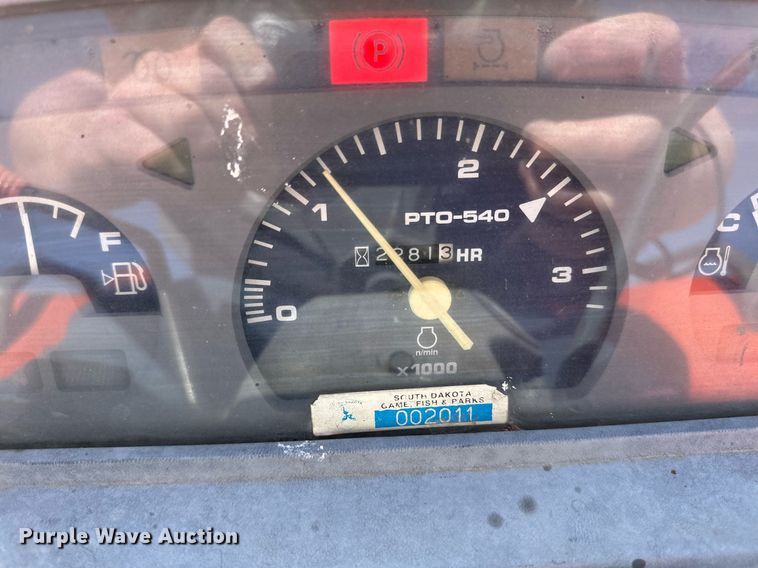 P
2
1
PTO-540
F
22813 HR
C
3
0
n/min
x1000
SOUTH DAKOTA
GAME, FISH & PARKS
002011
Purple Wave Auction